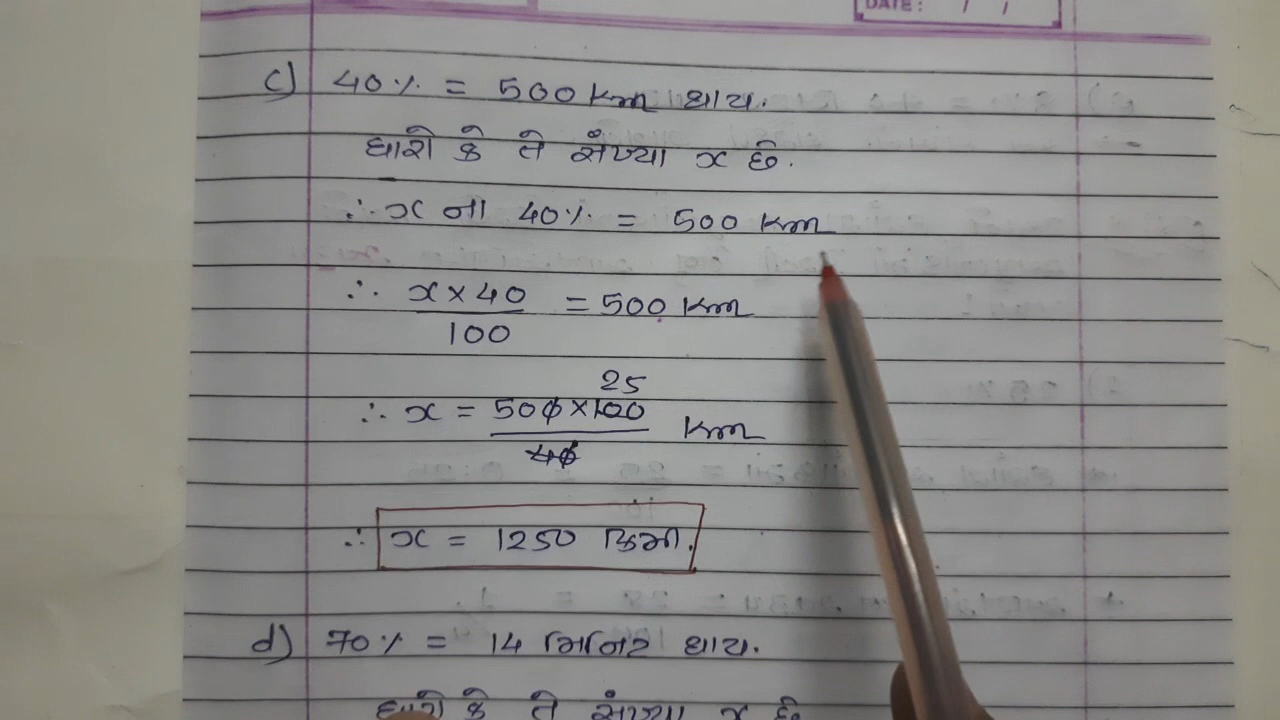 DATE: / /
c) 40% = 500 km થાય.
ધારો કે તે સંખ્યા x છે.
∴ x ના 40% = 500 km
∴ x × 40 / 100 = 500 km
25
∴ x = 500 × 100 / 40 km
∴ x = 1250 કિમી.
d) 70% = 14 મિનિટ થાય.
ધારો કે તે સંખ્યા x છે